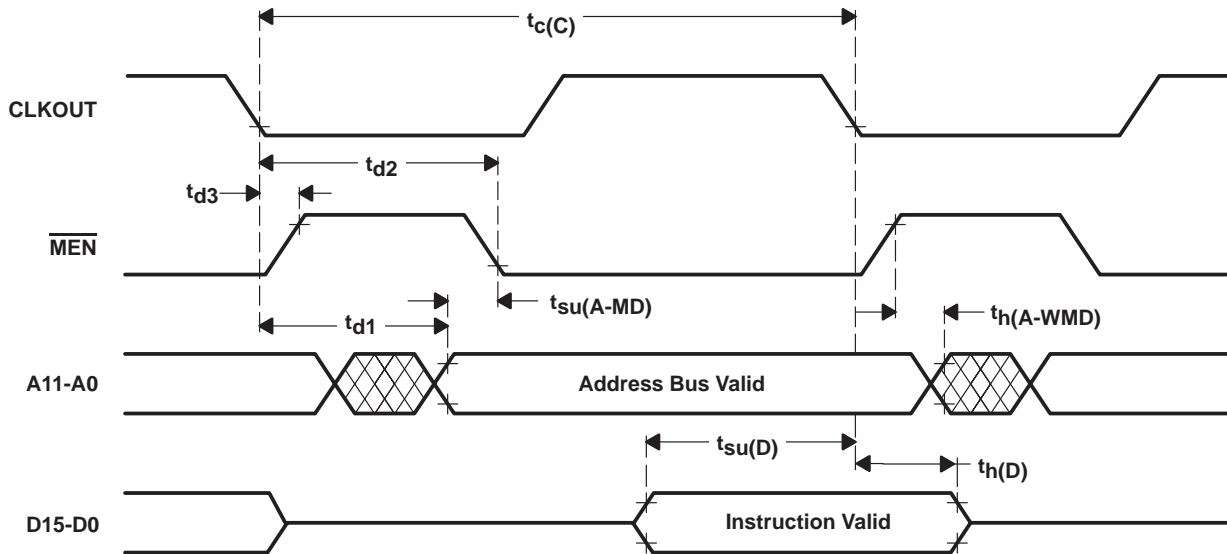 tc(C)
CLKOUT
td2
td3
MEN
tsu(A-MD)
td1
th(A-WMD)
A11-A0
Address Bus Valid
tsu(D)
th(D)
D15-D0
Instruction Valid